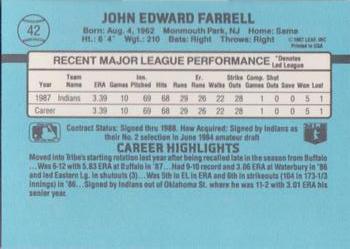 42
JOHN EDWARD FARRELL
Born: Aug. 4, 1962 Monmouth Park, NJ Home: Same
Ht.: 6' 4" Wgt.: 210 Bats: Right Throws: Right
© 1987 LEAF, INC.
Printed in USA
RECENT MAJOR LEAGUE PERFORMANCE *Denotes Led League
Year Team Name ERA Games Inn. Pitched Hits Runs Er. Runs Walks Strike Outs Comp. Games Shut Outs Save Won Lost
1987 Indians 3.39 10 69 68 29 26 22 28 1 0 0 5 1
Career 3.39 10 69 68 29 26 22 28 1 0 0 5 1
Contract Status: Signed thru 1988. How Acquired: Signed by Indians as
their No. 2 selection in June 1984 amateur draft
CAREER HIGHLIGHTS
Moved into Tribe's starting rotation last year after being recalled late in the season from Buffalo
...Was 6-12 with 5.83 ERA at Buffalo in '87... Had 9-10 record and 3.06 ERA at Waterbury in '86
and led Eastern Lg. in shutouts (3)...Was 5th in EL in ERA and 6th in strikeouts (104 in 173-1/3
innings) in '86...Signed by Indians out of Oklahoma St. where he was 11-2 with 3.01 ERA his
senior year.